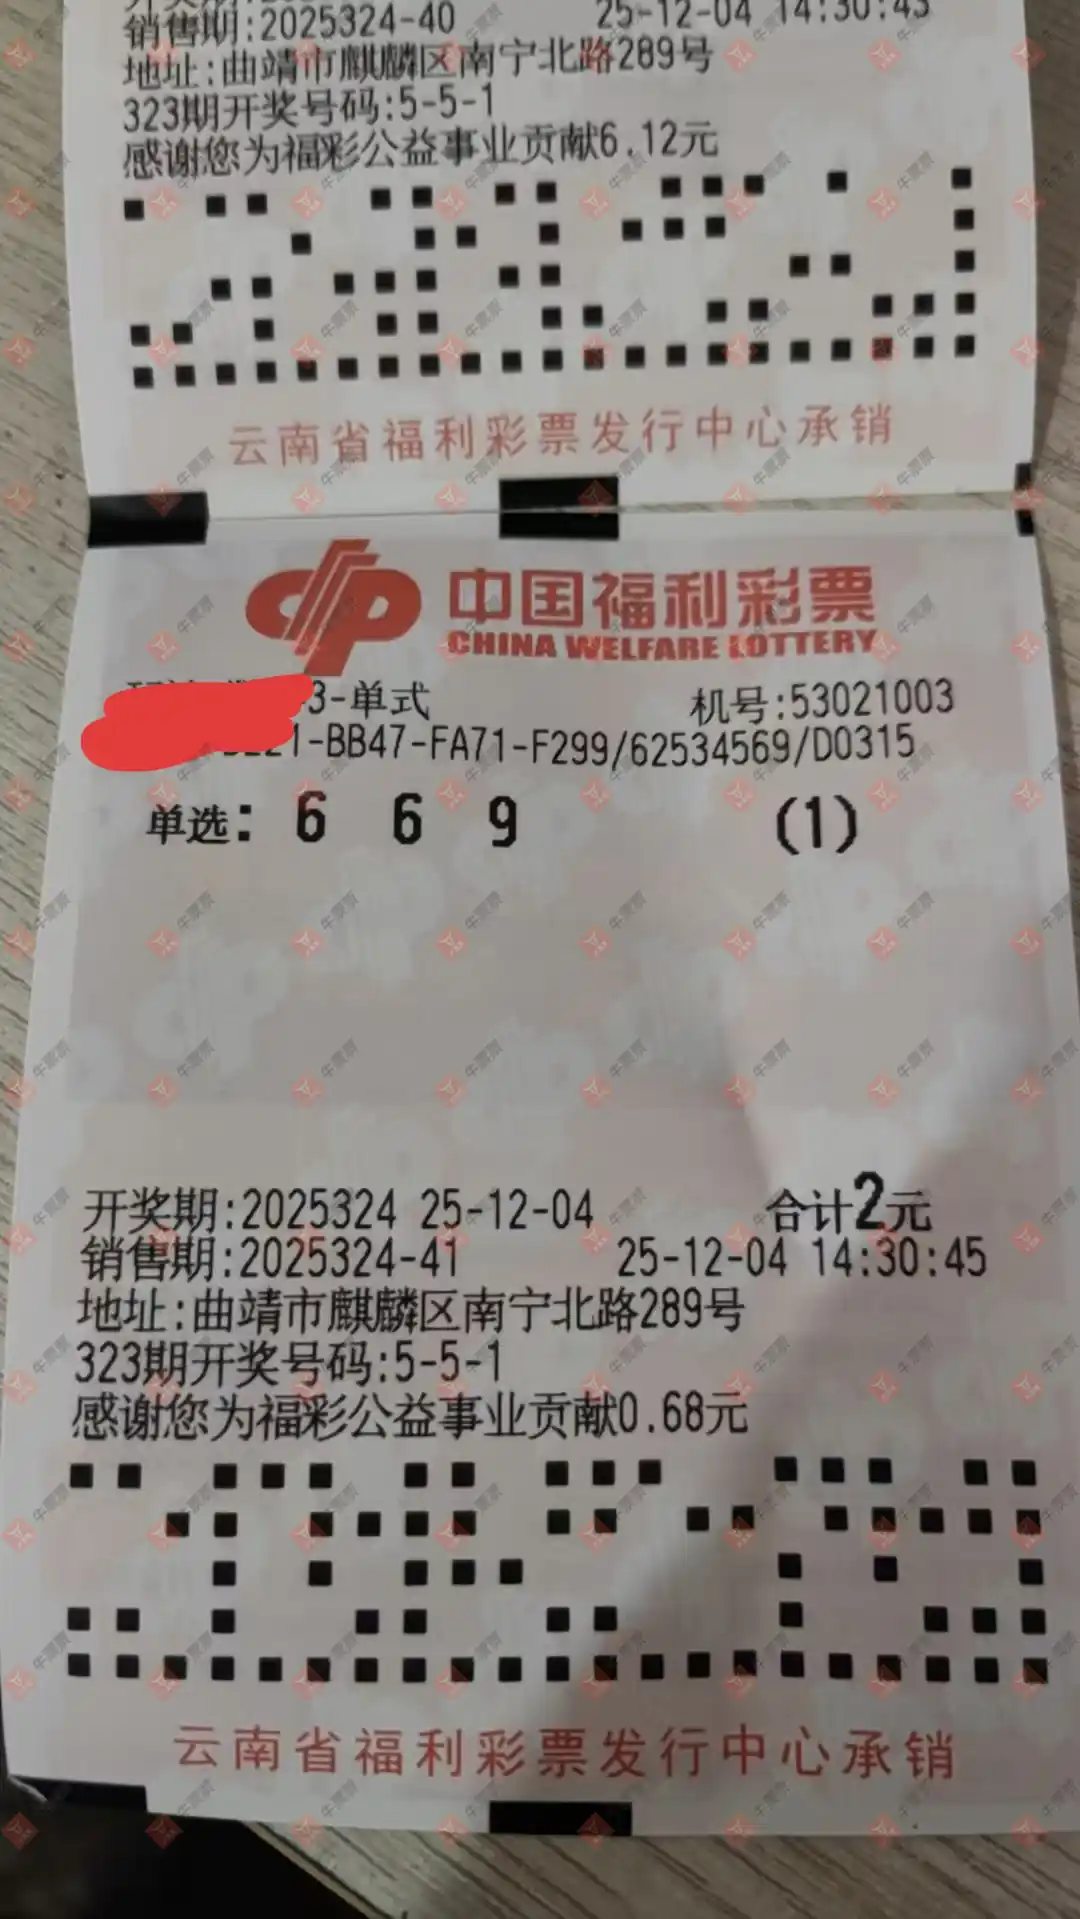 销售期:2025324-40 25-12-04 14:30:43
地址:曲靖市麒麟区南宁北路289号
323期开奖号码:5-5-1
感谢您为福彩公益事业贡献6.12元
云南省福利彩票发行中心承销
中国福利彩票
CHINA WELFARE LOTTERY
3-单式 机号:53021003
1-BB47-FA71-F299/62534569/D0315
单选: 6 6 9 (1)
开奖期:2025324 25-12-04 合计2元
销售期:2025324-41 25-12-04 14:30:45
地址:曲靖市麒麟区南宁北路289号
323期开奖号码:5-5-1
感谢您为福彩公益事业贡献0.68元
云南省福利彩票发行中心承销
牛票票